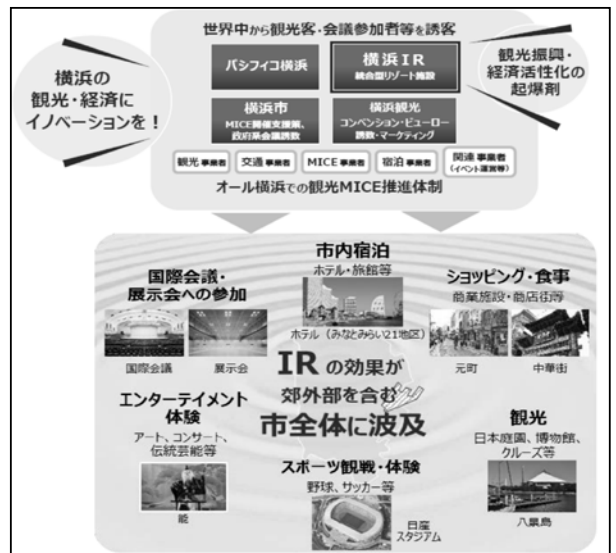 世界中から観光客・会議参加者等を誘客
横浜の
観光・経済に
イノベーションを！
パシフィコ横浜
横浜IR
統合型リゾート施設
観光振興・
経済活性化の
起爆剤
横浜市
MICE開催支援策、
政府系会議誘致
横浜観光
コンベンション・ビューロー
誘致・マーケティング
観光 事業者
交通 事業者
MICE 事業者
宿泊 事業者
関連 事業者
(イベント運営等)
オール横浜での観光MICE推進体制
市内宿泊
ホテル・旅館等
ホテル（みなとみらい21地区）
国際会議・
展示会への参加
国際会議
展示会
ショッピング・食事
商業施設・商店街等
元町
中華街
IRの効果が
郊外部を含む
市全体に波及
エンターテイメント
体験
アート、コンサート、
伝統芸能等
能
スポーツ観戦・体験
野球、サッカー等
日産
スタジアム
観光
日本庭園、博物館、
クルーズ等
八景島